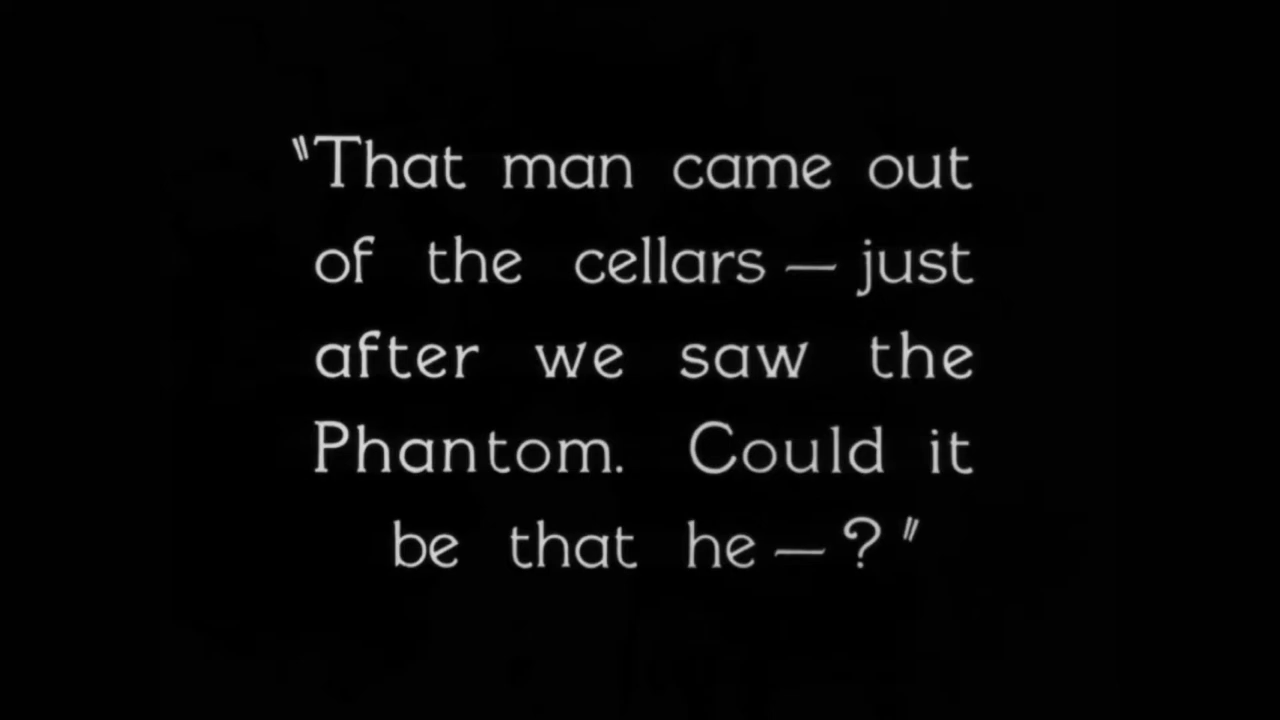 "That man came out
of the cellars — just
after we saw the
Phantom. Could it
be that he — ?"